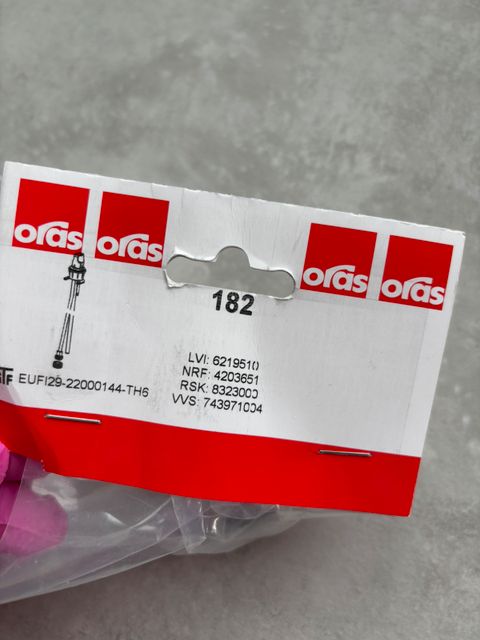 oras oras oras oras
182
LVI: 6219510
NRF: 4203651
RSK: 8323000
VVS: 743971004
EUFI29-22000144-TH6